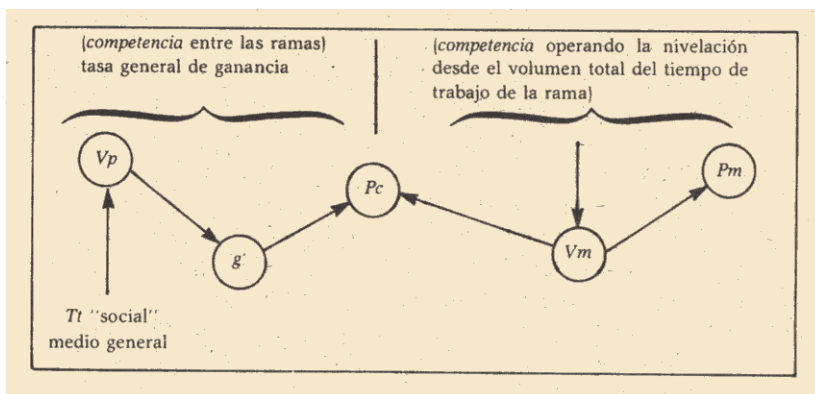 (competencia entre las ramas)
tasa general de ganancia
(competencia operando la nivelación
desde el volumen total del tiempo de
trabajo de la rama)
Vp
Pc
Pm
g'
Vm
Tt "social"
medio general